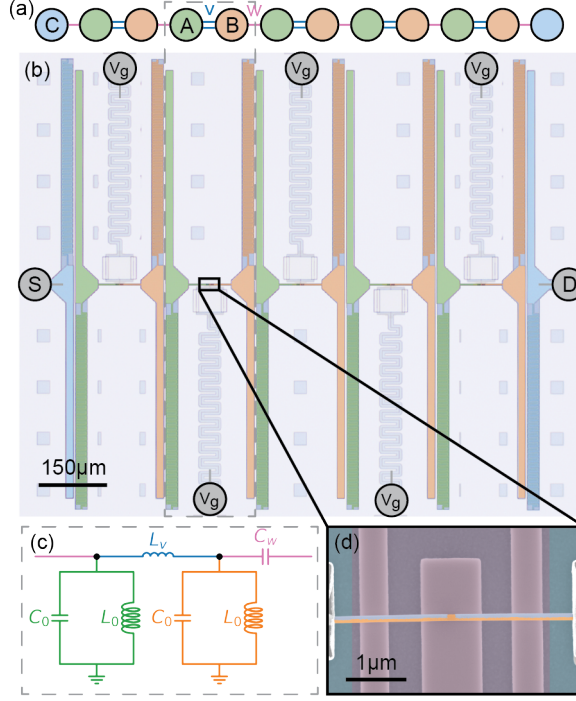 (a)
C A v B w
(b)
Vg Vg Vg
S D
Vg Vg
150μm
(c)
Lv Cw
C0 L0 C0 L0
(d)
1μm